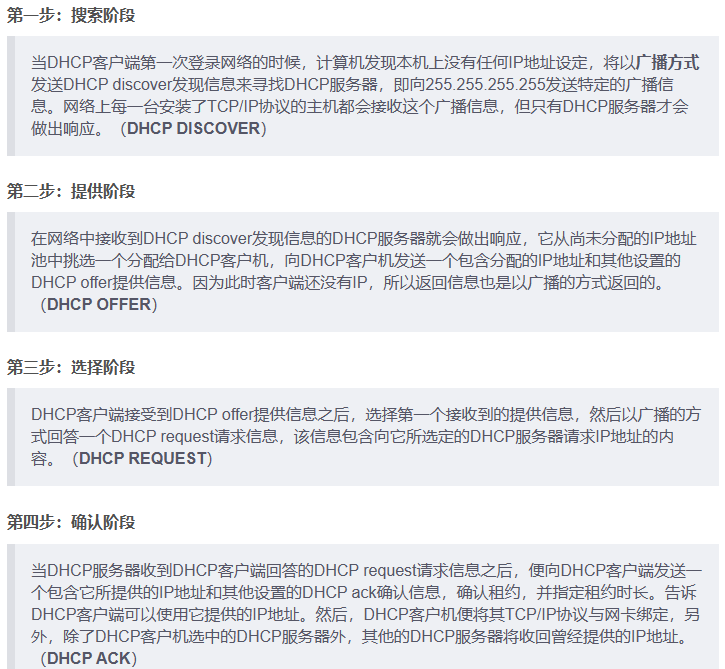 第一步：搜索阶段
当DHCP客户端第一次登录网络的时候，计算机发现本机上没有任何IP地址设定，将以广播方式
发送DHCP discover发现信息来寻找DHCP服务器，即向255.255.255.255发送特定的广播信
息。网络上每一台安装了TCP/IP协议的主机都会接收这个广播信息，但只有DHCP服务器才会
做出响应。（DHCP DISCOVER）
第二步：提供阶段
在网络中接收到DHCP discover发现信息的DHCP服务器就会做出响应，它从尚未分配的IP地址
池中挑选一个分配给DHCP客户机，向DHCP客户机发送一个包含分配的IP地址和其他设置的
DHCP offer提供信息。因为此时客户端还没有IP，所以返回信息也是以广播的方式返回的。
（DHCP OFFER）
第三步：选择阶段
DHCP客户端接受到DHCP offer提供信息之后，选择第一个接收到的提供信息，然后以广播的方
式回答一个DHCP request请求信息，该信息包含向它所选定的DHCP服务器请求IP地址的内
容。（DHCP REQUEST）
第四步：确认阶段
当DHCP服务器收到DHCP客户端回答的DHCP request请求信息之后，便向DHCP客户端发送一
个包含它所提供的IP地址和其他设置的DHCP ack确认信息，确认租约，并指定租约时长。告诉
DHCP客户端可以使用它提供的IP地址。然后，DHCP客户机便将其TCP/IP协议与网卡绑定，另
外，除了DHCP客户机选中的DHCP服务器外，其他的DHCP服务器将收回曾经提供的IP地址。
（DHCP ACK）